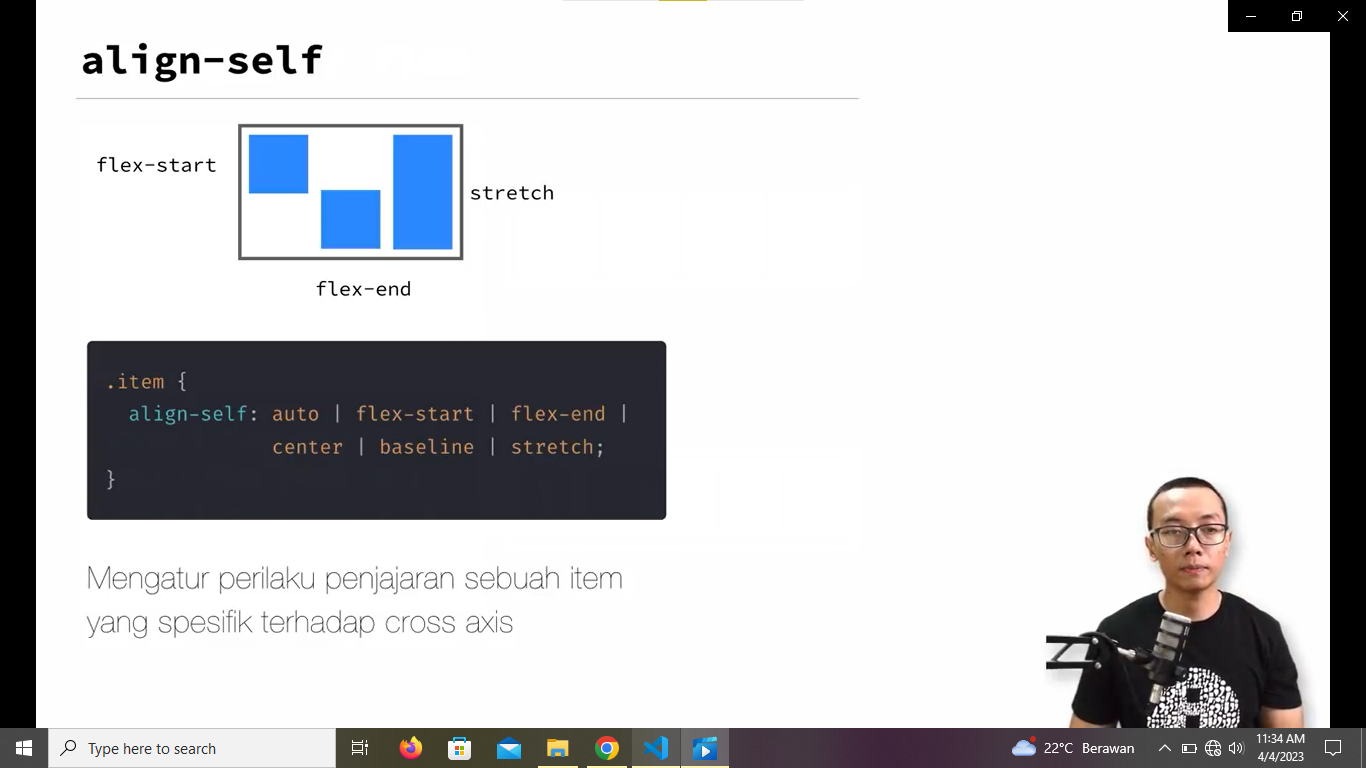 align-self
flex-start
stretch
flex-end
.item {
align-self: auto | flex-start | flex-end |
center | baseline | stretch;
}
Mengatur perilaku penjajaran sebuah item
yang spesifik terhadap cross axis
Type here to search
22°C Berawan
11:34 AM
4/4/2023